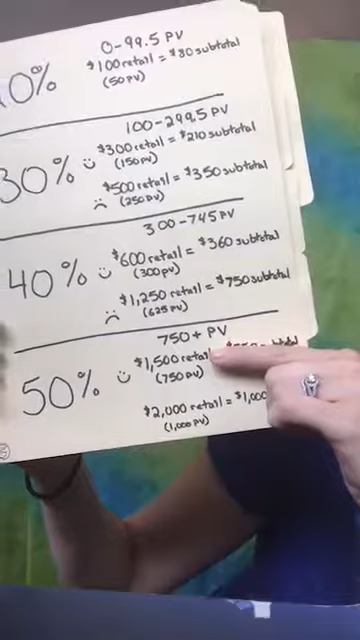 0-99.5 PV
0% $100 retail = $80 subtotal
(50 PV)
100-299.5 PV
30% $300 retail = $210 subtotal
(150 PV)
$500 retail = $350 subtotal
(250 PV)
300-745 PV
40% $600 retail = $360 subtotal
(300 PV)
$1,250 retail = $750 subtotal
(625 PV)
750+ PV
50% $1,500 retail
(750 PV)
$2,000 retail = $1,000
(1,000 PV)